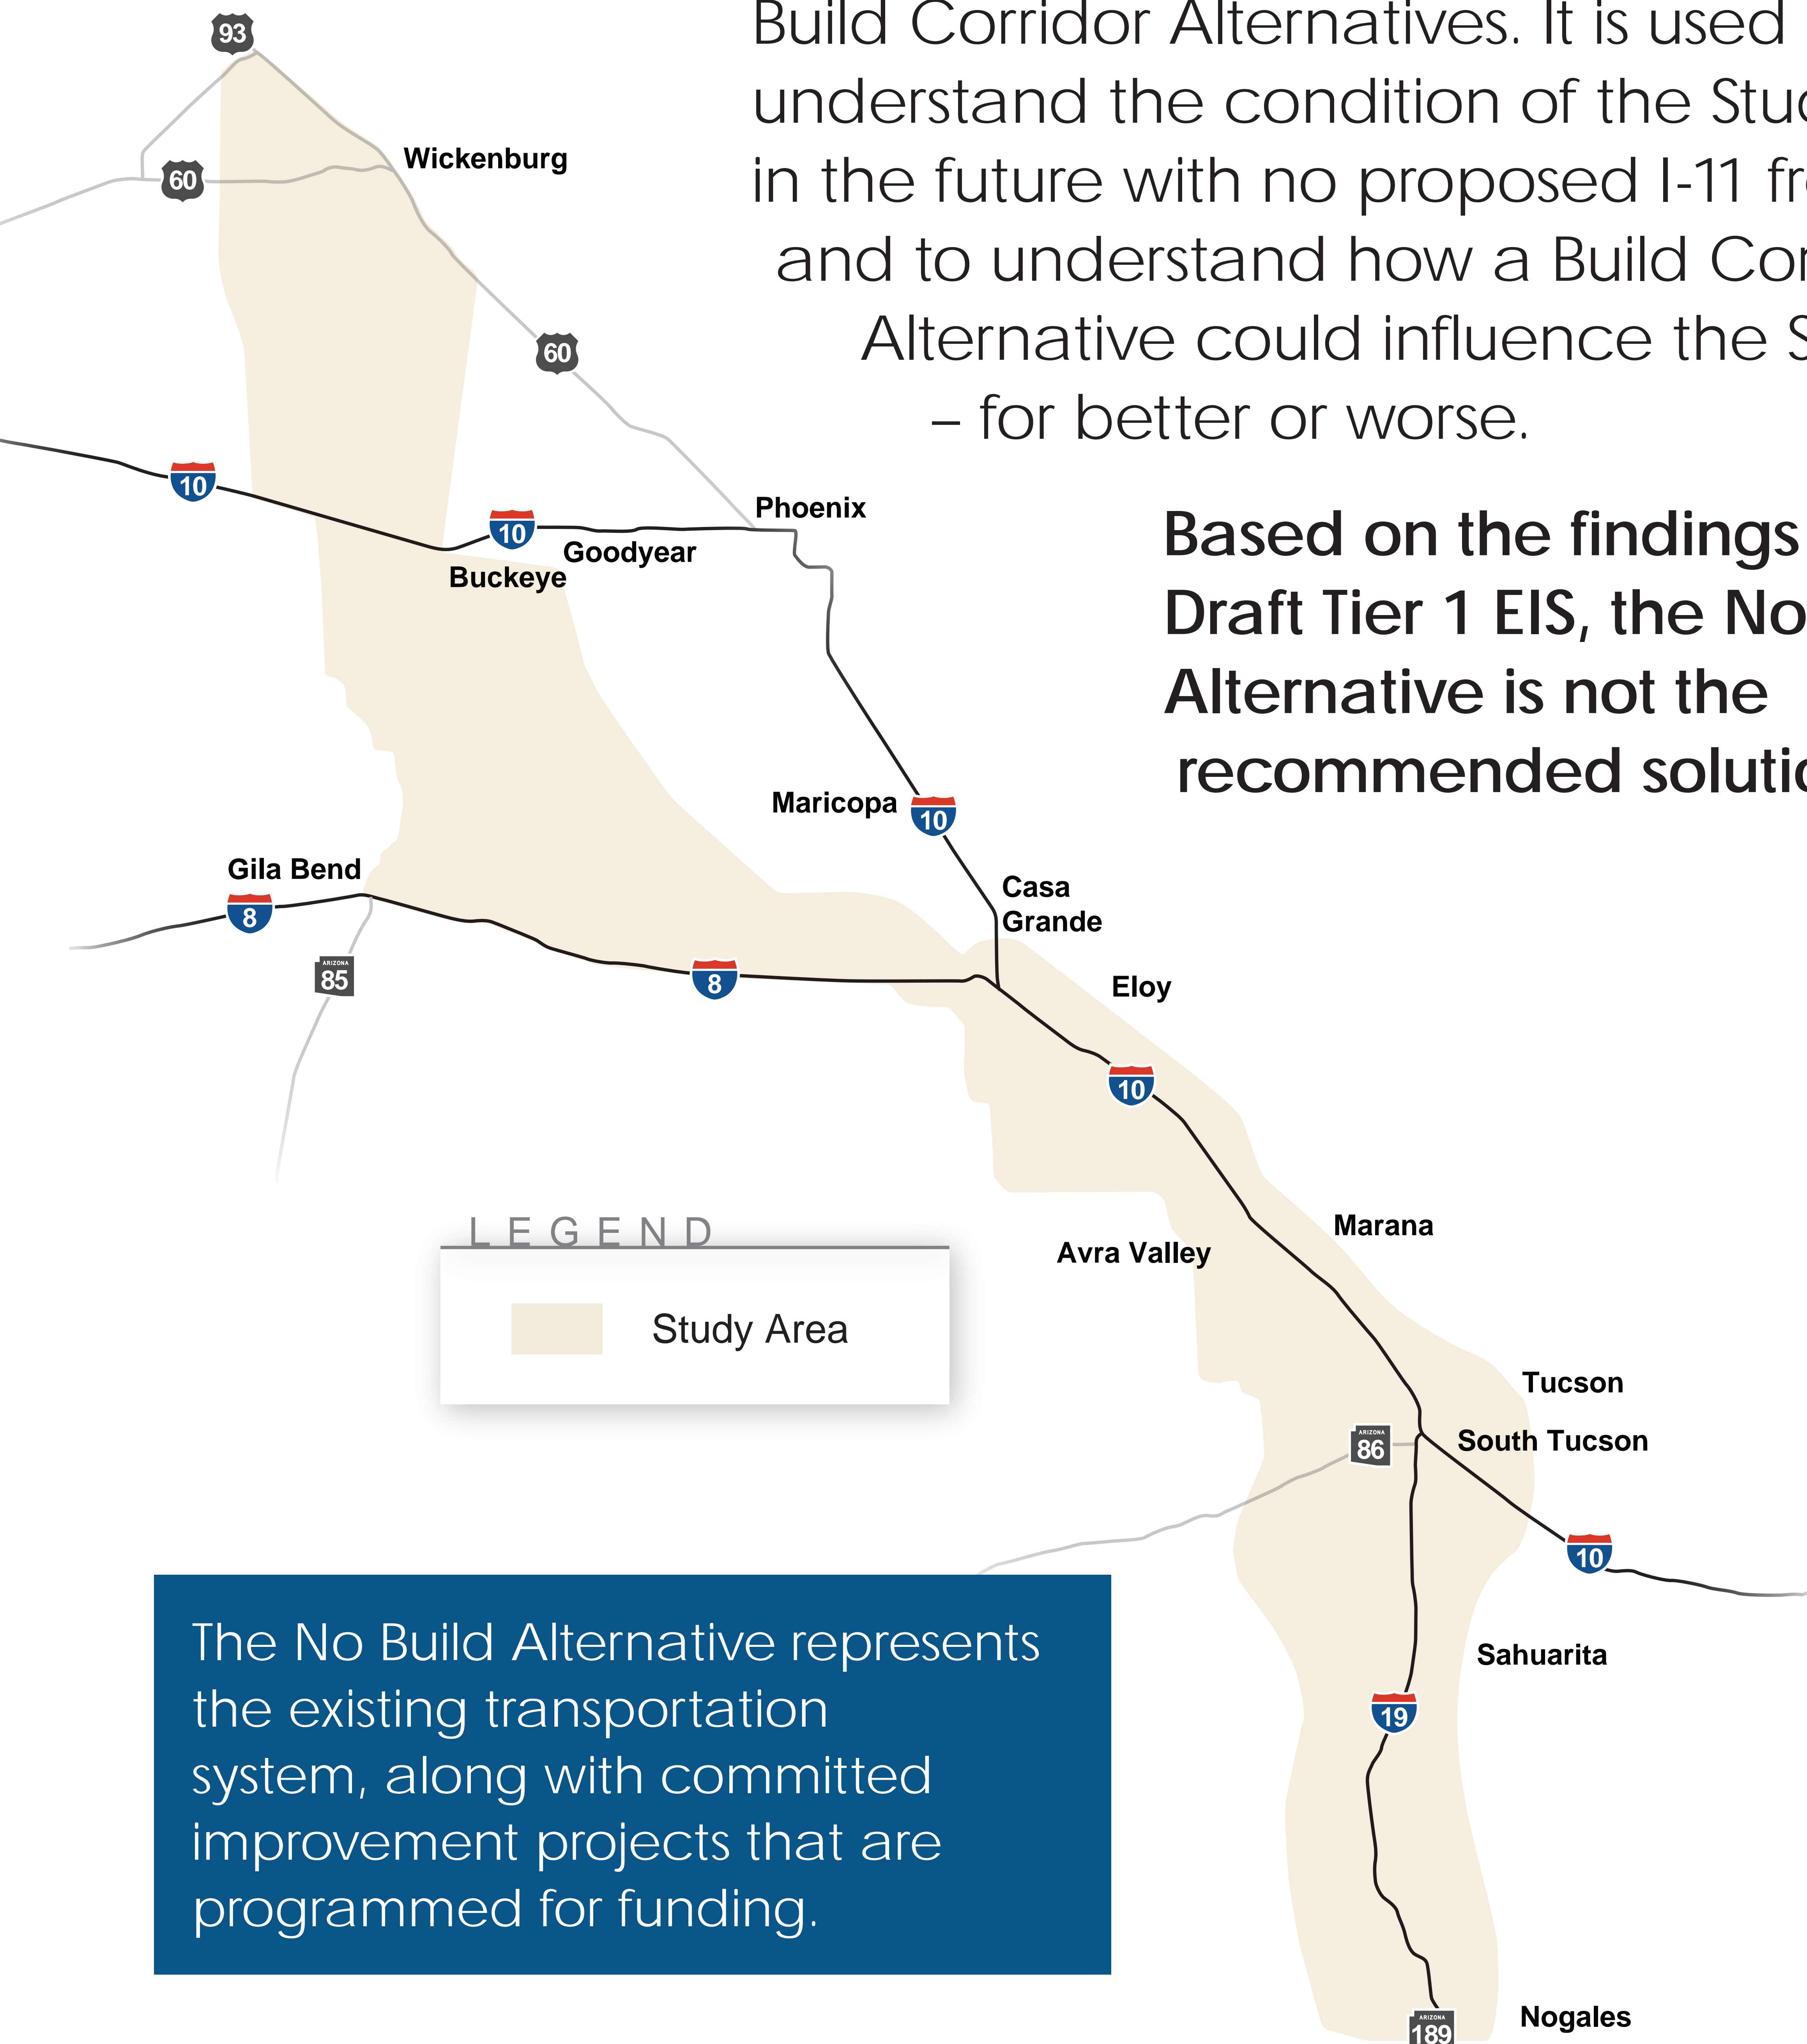 Build Corridor Alternatives. It is used
understand the condition of the
in the future with no proposed I-11
and to understand how a Build
Alternative could influence the
– for better or worse.
Based on the findings
Draft Tier 1 EIS, the No
Alternative is not the
recommended
93
Wickenburg
60
60
10
Phoenix
10
Goodyear
Buckeye
Maricopa
10
Gila Bend
8
Casa
Grande
ARIZONA
85
8
Eloy
10
LEGEND
Study Area
Marana
Avra Valley
Tucson
ARIZONA
86
South Tucson
10
Sahuarita
19
The No Build Alternative represents
the existing transportation
system, along with committed
improvement projects that are
programmed for funding.
Nogales
ARIZONA
189